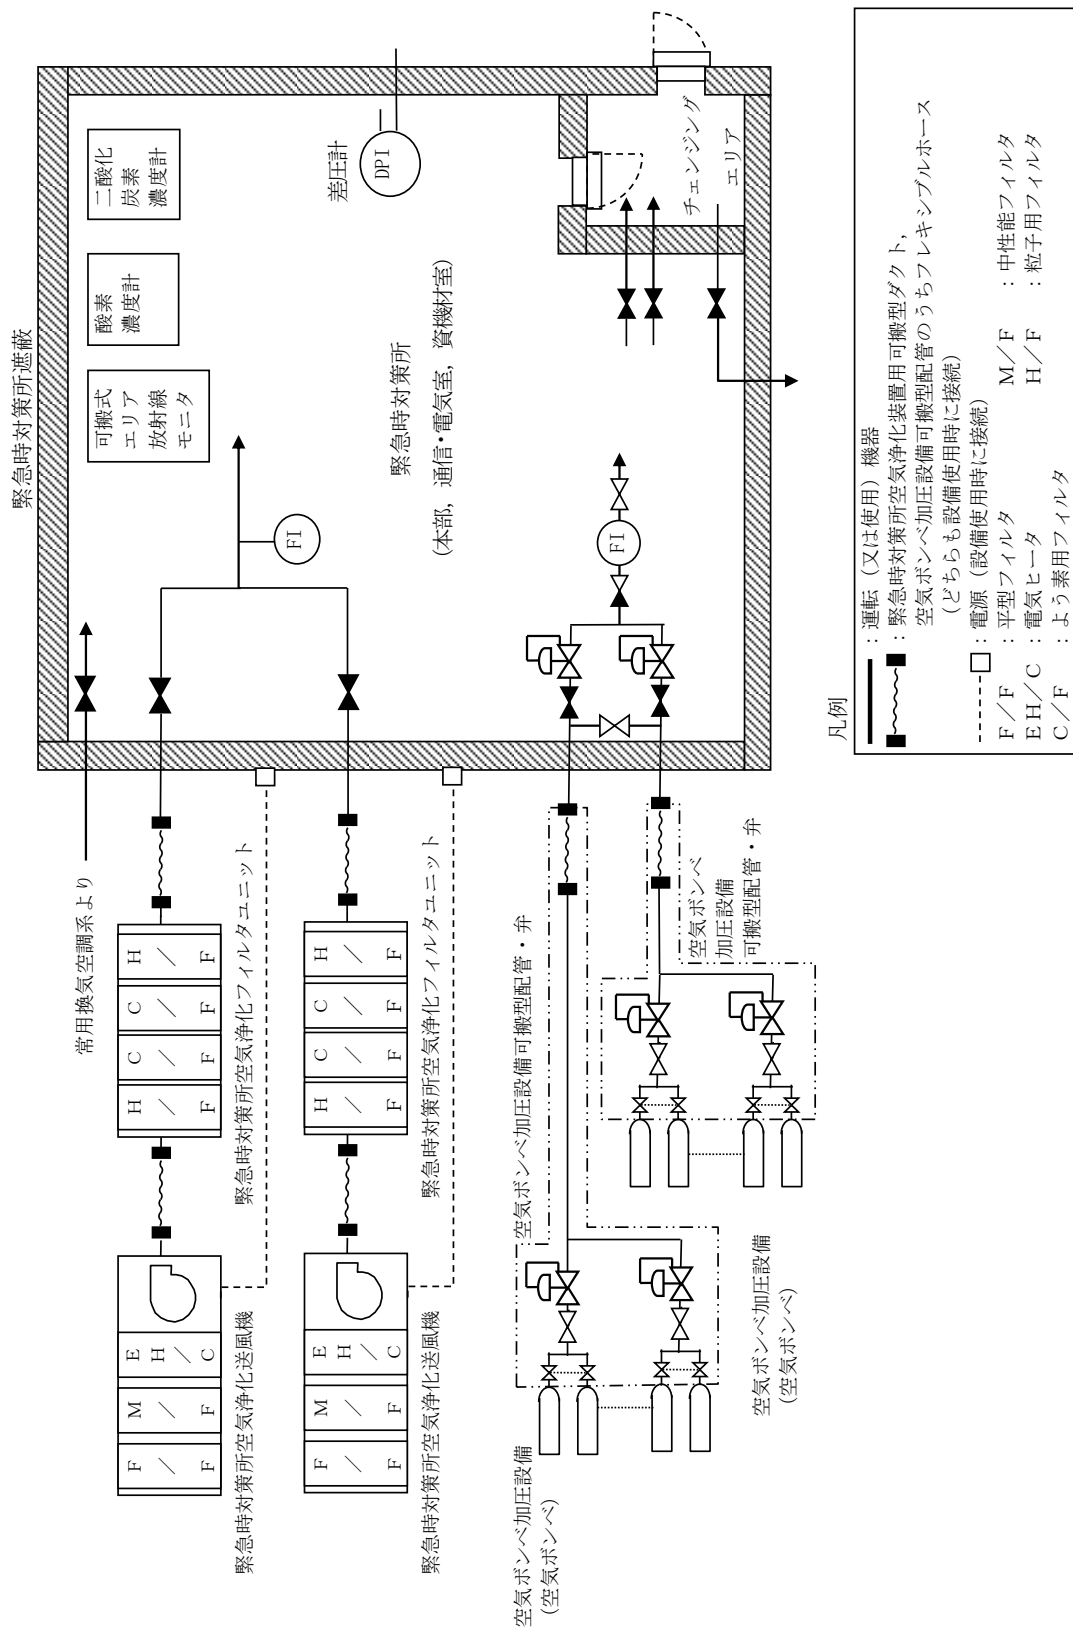 緊急時対策所遮蔽
可搬式
エリア
放射線
モニタ
酸素
濃度計
二酸化
炭素
濃度計
差圧計
DPI
緊急時対策所
(本部, 通信・電気室, 資機材室)
チェンジング
エリア
FI
FI
常用換気空調系より
F/F
M/F
EH/C
H/F
C/F
C/F
H/F
緊急時対策所空気浄化送風機
緊急時対策所空気浄化フィルタユニット
F/F
M/F
EH/C
H/F
C/F
C/F
H/F
緊急時対策所空気浄化送風機
緊急時対策所空気浄化フィルタユニット
空気ボンベ加圧設備
(空気ボンベ)
空気ボンベ加圧設備可搬型配管・弁
空気ボンベ
加圧設備
可搬型配管・弁
空気ボンベ加圧設備
(空気ボンベ)
凡例
：運転（又は使用）機器
：緊急時対策所空気浄化装置用可搬型ダクト,
空気ボンベ加圧設備可搬型配管のうちフレキシブルホース
（どちらも設備使用時に接続）
：電源（設備使用時に接続）
F/F ：平型フィルタ M/F ：中性能フィルタ
EH/C ：電気ヒータ H/F ：粒子用フィルタ
C/F ：よう素用フィルタ